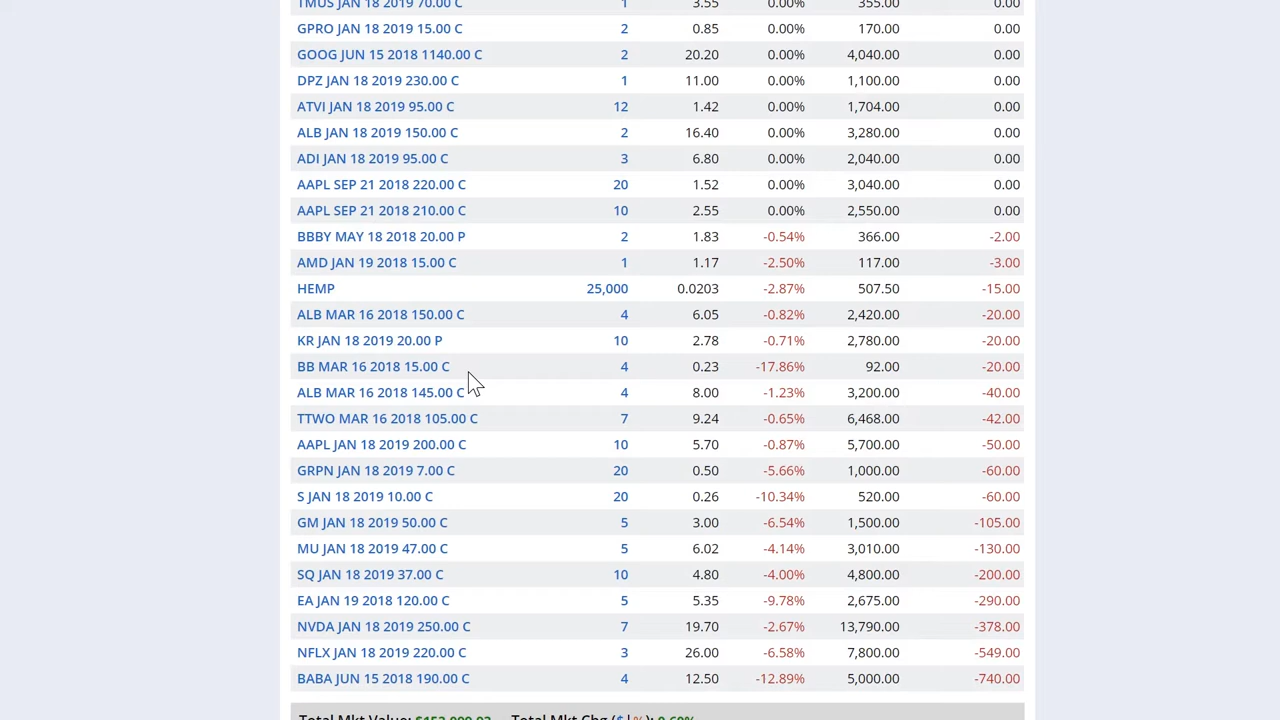 TMUS JAN 18 2019 70.00 C 1 3.55 0.00% 355.00 0.00
GPRO JAN 18 2019 15.00 C 2 0.85 0.00% 170.00 0.00
GOOG JUN 15 2018 1140.00 C 2 20.20 0.00% 4,040.00 0.00
DPZ JAN 18 2019 230.00 C 1 11.00 0.00% 1,100.00 0.00
ATVI JAN 18 2019 95.00 C 12 1.42 0.00% 1,704.00 0.00
ALB JAN 18 2019 150.00 C 2 16.40 0.00% 3,280.00 0.00
ADI JAN 18 2019 95.00 C 3 6.80 0.00% 2,040.00 0.00
AAPL SEP 21 2018 220.00 C 20 1.52 0.00% 3,040.00 0.00
AAPL SEP 21 2018 210.00 C 10 2.55 0.00% 2,550.00 0.00
BBBY MAY 18 2018 20.00 P 2 1.83 -0.54% 366.00 -2.00
AMD JAN 19 2018 15.00 C 1 1.17 -2.50% 117.00 -3.00
HEMP 25,000 0.0203 -2.87% 507.50 -15.00
ALB MAR 16 2018 150.00 C 4 6.05 -0.82% 2,420.00 -20.00
KR JAN 18 2019 20.00 P 10 2.78 -0.71% 2,780.00 -20.00
BB MAR 16 2018 15.00 C 4 0.23 -17.86% 92.00 -20.00
ALB MAR 16 2018 145.00 C 4 8.00 -1.23% 3,200.00 -40.00
TTWO MAR 16 2018 105.00 C 7 9.24 -0.65% 6,468.00 -42.00
AAPL JAN 18 2019 200.00 C 10 5.70 -0.87% 5,700.00 -50.00
GRPN JAN 18 2019 7.00 C 20 0.50 -5.66% 1,000.00 -60.00
S JAN 18 2019 10.00 C 20 0.26 -10.34% 520.00 -60.00
GM JAN 18 2019 50.00 C 5 3.00 -6.54% 1,500.00 -105.00
MU JAN 18 2019 47.00 C 5 6.02 -4.14% 3,010.00 -130.00
SQ JAN 18 2019 37.00 C 10 4.80 -4.00% 4,800.00 -200.00
EA JAN 19 2018 120.00 C 5 5.35 -9.78% 2,675.00 -290.00
NVDA JAN 18 2019 250.00 C 7 19.70 -2.67% 13,790.00 -378.00
NFLX JAN 18 2019 220.00 C 3 26.00 -6.58% 7,800.00 -549.00
BABA JUN 15 2018 190.00 C 4 12.50 -12.89% 5,000.00 -740.00
Total Mkt Value: Total Mkt Chg ($|%):